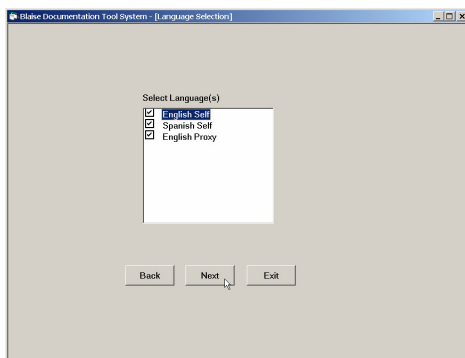 Blaise Documentation Tool System - [Language Selection]
Select Language(s)
English Self
Spanish Self
English Proxy
Back Next Exit